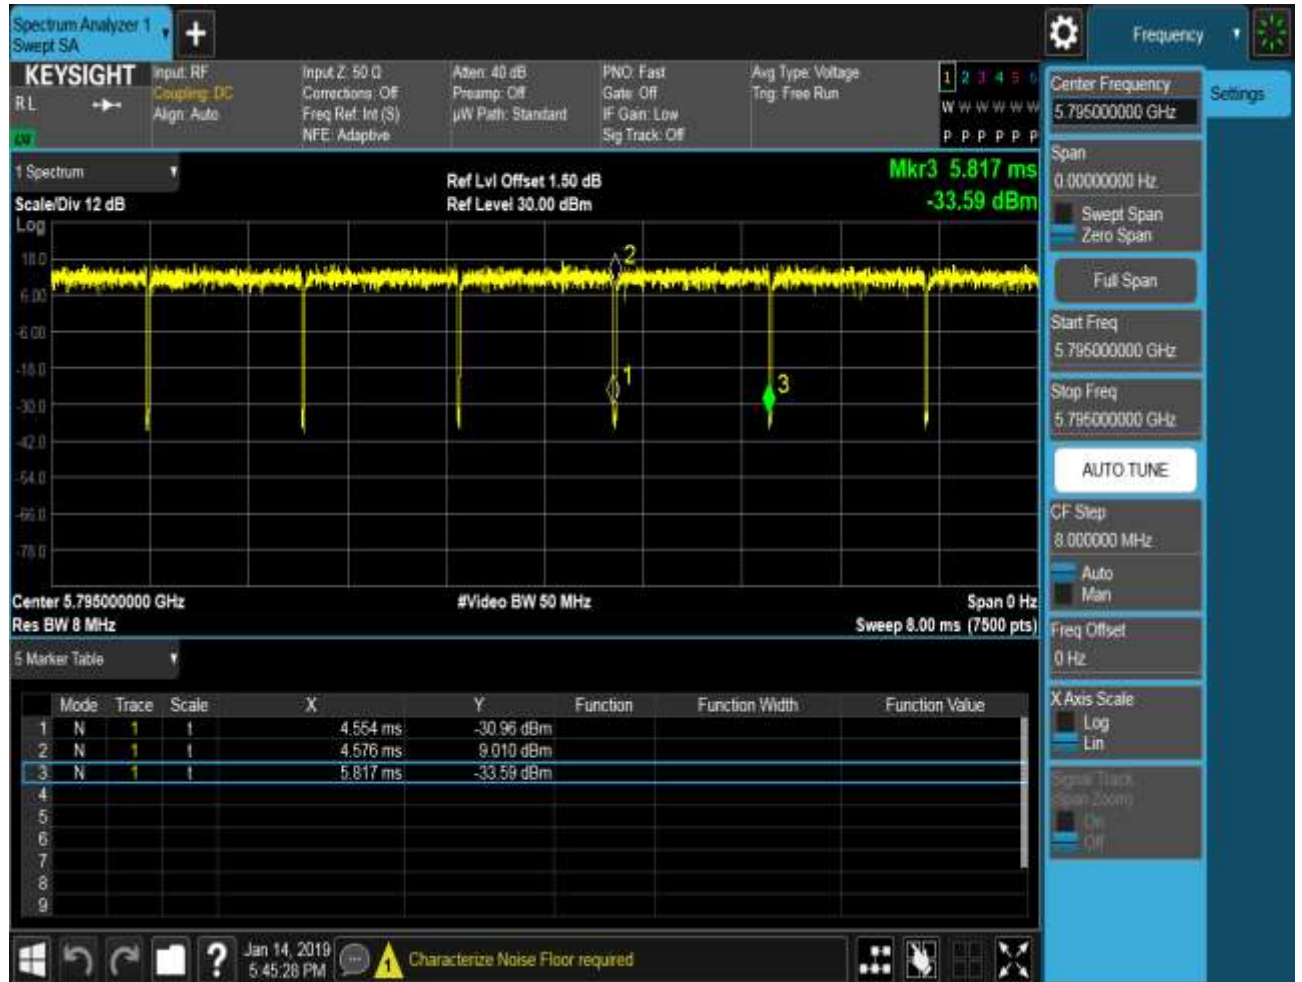 Spectrum Analyzer 1
Swept SA
Frequency
KEYSIGHT
RL
Input: RF
Coupling: DC
Align: Auto
Input Z: 50 Ω
Corrections: Off
Freq Ref: Int (S)
NFE: Adaptive
Atten: 40 dB
Preamp: Off
µW Path: Standard
PNO: Fast
Gate: Off
IF Gain: Low
Sig Track: Off
Avg Type: Voltage
Trig: Free Run
1 2 3 4 5 6
W W W W W W
P P P P P P
1 Spectrum
Scale/Div 12 dB
Ref Lvl Offset 1.50 dB
Ref Level 30.00 dBm
Mkr3 5.817 ms
-33.59 dBm
Log
18.0
6.00
-6.00
-18.0
-30.0
-42.0
-54.0
-66.0
-78.0
2
1
3
Center 5.795000000 GHz
#Video BW 50 MHz
Span 0 Hz
Res BW 8 MHz
Sweep 8.00 ms (7500 pts)
5 Marker Table
Mode Trace Scale X Y Function Function Width Function Value
1 N 1 t 4.554 ms -30.96 dBm
2 N 1 t 4.576 ms 9.010 dBm
3 N 1 t 5.817 ms -33.59 dBm
4
5
6
7
8
9
Jan 14, 2019
5:45:28 PM
Characterize Noise Floor required
Center Frequency
5.795000000 GHz
Settings
Span
0.00000000 Hz
Swept Span
Zero Span
Full Span
Start Freq
5.795000000 GHz
Stop Freq
5.795000000 GHz
AUTO TUNE
CF Step
8.000000 MHz
Auto
Man
Freq Offset
0 Hz
X Axis Scale
Log
Lin
Signal Track
(Span Zoom)
On
Off